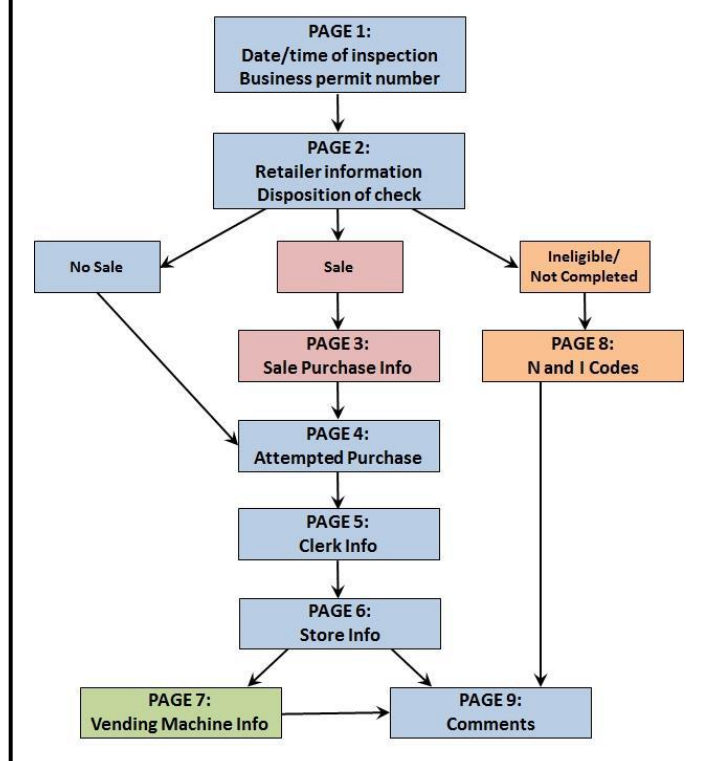 PAGE 1:
Date/time of inspection
Business permit number
PAGE 2:
Retailer information
Disposition of check
No Sale
Sale
Ineligible/
Not Completed
PAGE 3:
Sale Purchase Info
PAGE 8:
N and I Codes
PAGE 4:
Attempted Purchase
PAGE 5:
Clerk Info
PAGE 6:
Store Info
PAGE 7:
Vending Machine Info
PAGE 9:
Comments